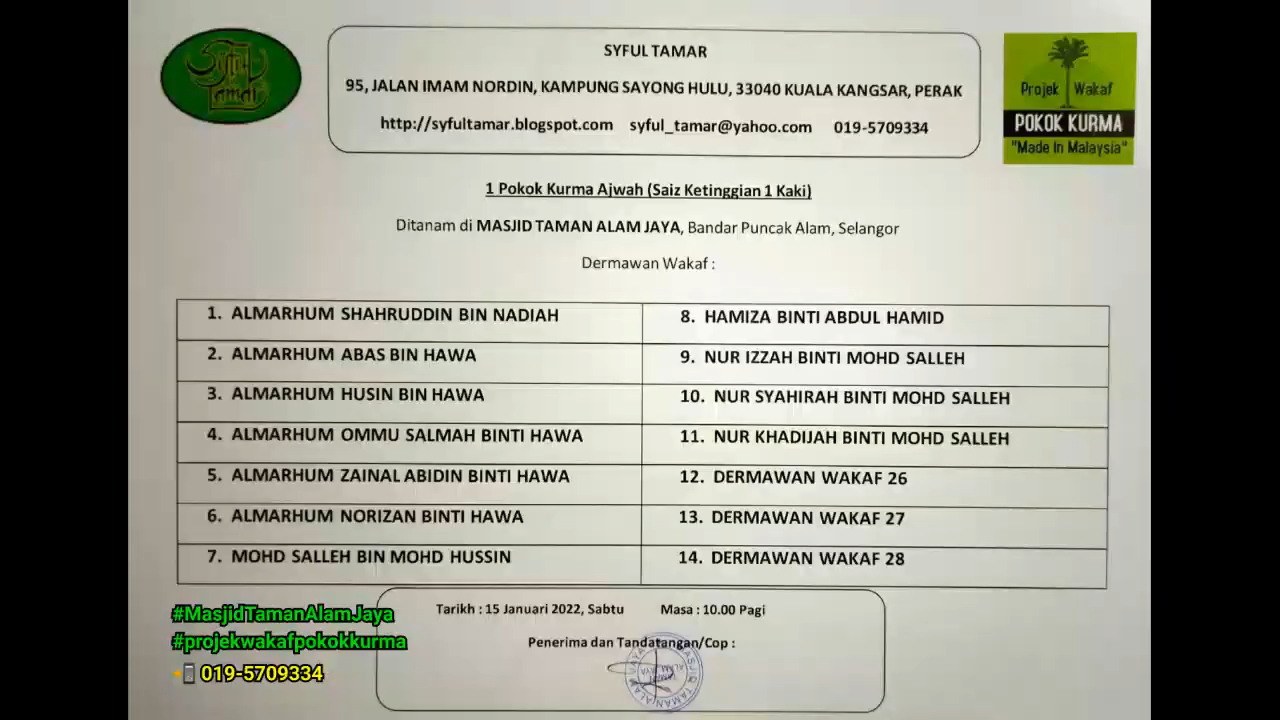 Syful Tamar
SYFUL TAMAR
95, JALAN IMAM NORDIN, KAMPUNG SAYONG HULU, 33040 KUALA KANGSAR, PERAK
http://syfultamar.blogspot.com syful_tamar@yahoo.com 019-5709334
Projek Wakaf
POKOK KURMA
"Made In Malaysia"
1 Pokok Kurma Ajwah (Saiz Ketinggian 1 Kaki)
Ditanam di MASJID TAMAN ALAM JAYA, Bandar Puncak Alam, Selangor
Dermawan Wakaf :
1. ALMARHUM SHAHRUDDIN BIN NADIAH
2. ALMARHUM ABAS BIN HAWA
3. ALMARHUM HUSIN BIN HAWA
4. ALMARHUM OMMU SALMAH BINTI HAWA
5. ALMARHUM ZAINAL ABIDIN BINTI HAWA
6. ALMARHUM NORIZAN BINTI HAWA
7. MOHD SALLEH BIN MOHD HUSSIN
8. HAMIZA BINTI ABDUL HAMID
9. NUR IZZAH BINTI MOHD SALLEH
10. NUR SYAHIRAH BINTI MOHD SALLEH
11. NUR KHADIJAH BINTI MOHD SALLEH
12. DERMAWAN WAKAF 26
13. DERMAWAN WAKAF 27
14. DERMAWAN WAKAF 28
Tarikh : 15 Januari 2022, Sabtu Masa : 10.00 Pagi
Penerima dan Tandatangan/Cop :
MASJID TAMAN ALAM JAYA
#MasjidTamanAlamJaya
#projekwakafpokokkurma
019-5709334